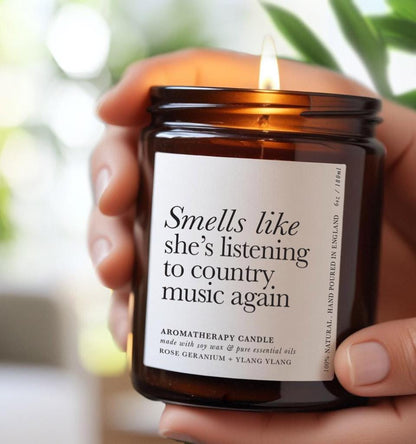 Smells like
she's listening
to country
music again
AROMATHERAPY CANDLE
made with soy wax & pure essential oils
ROSE GERANIUM + YLANG YLANG
100% NATURAL . HAND POURED IN ENGLAND 6oz / 180ml